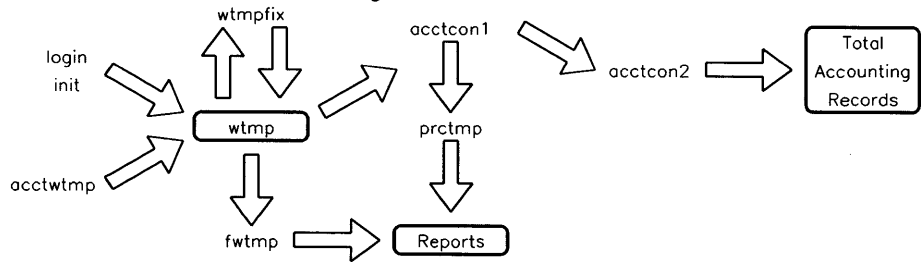 wtmpfix
acctcon1
login
init
acctcon2
Total
Accounting
Records
wtmp
prctmp
acctwtmp
fwtmp
Reports